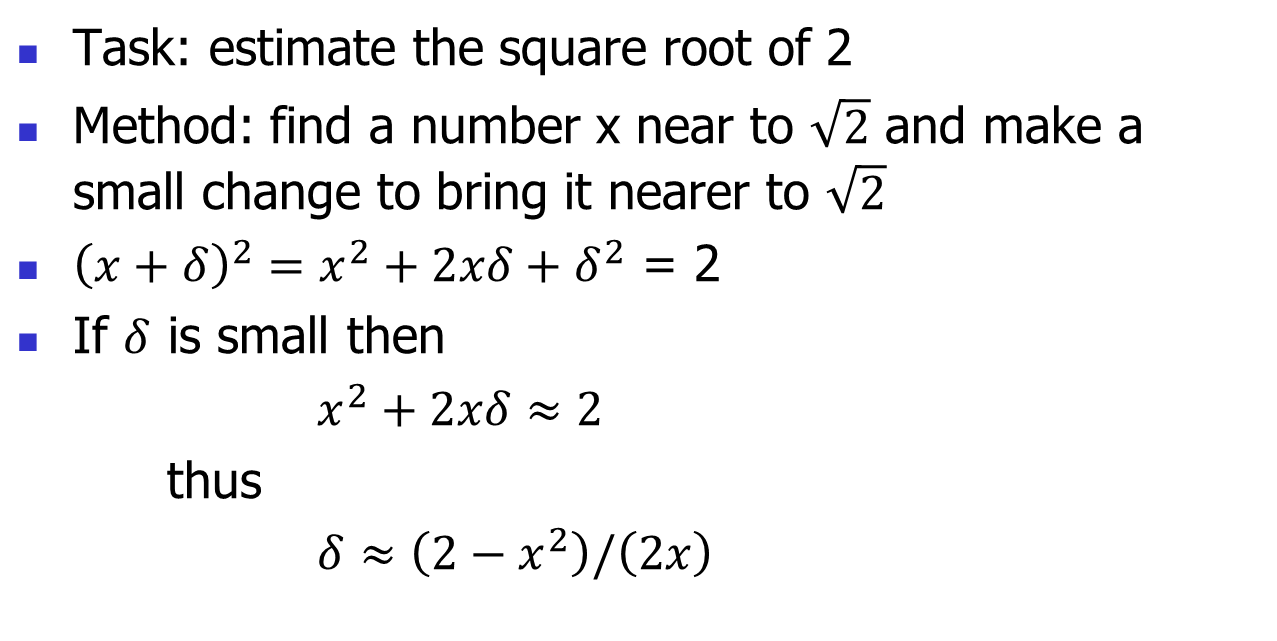 ▪ Task: estimate the square root of 2
▪ Method: find a number x near to √2 and make a
small change to bring it nearer to √2
▪ (𝑥 + 𝛿)² = 𝑥² + 2𝑥𝛿 + 𝛿² = 2
▪ If 𝛿 is small then
𝑥² + 2𝑥𝛿 ≈ 2
thus
𝛿 ≈ (2 − 𝑥²)/(2𝑥)